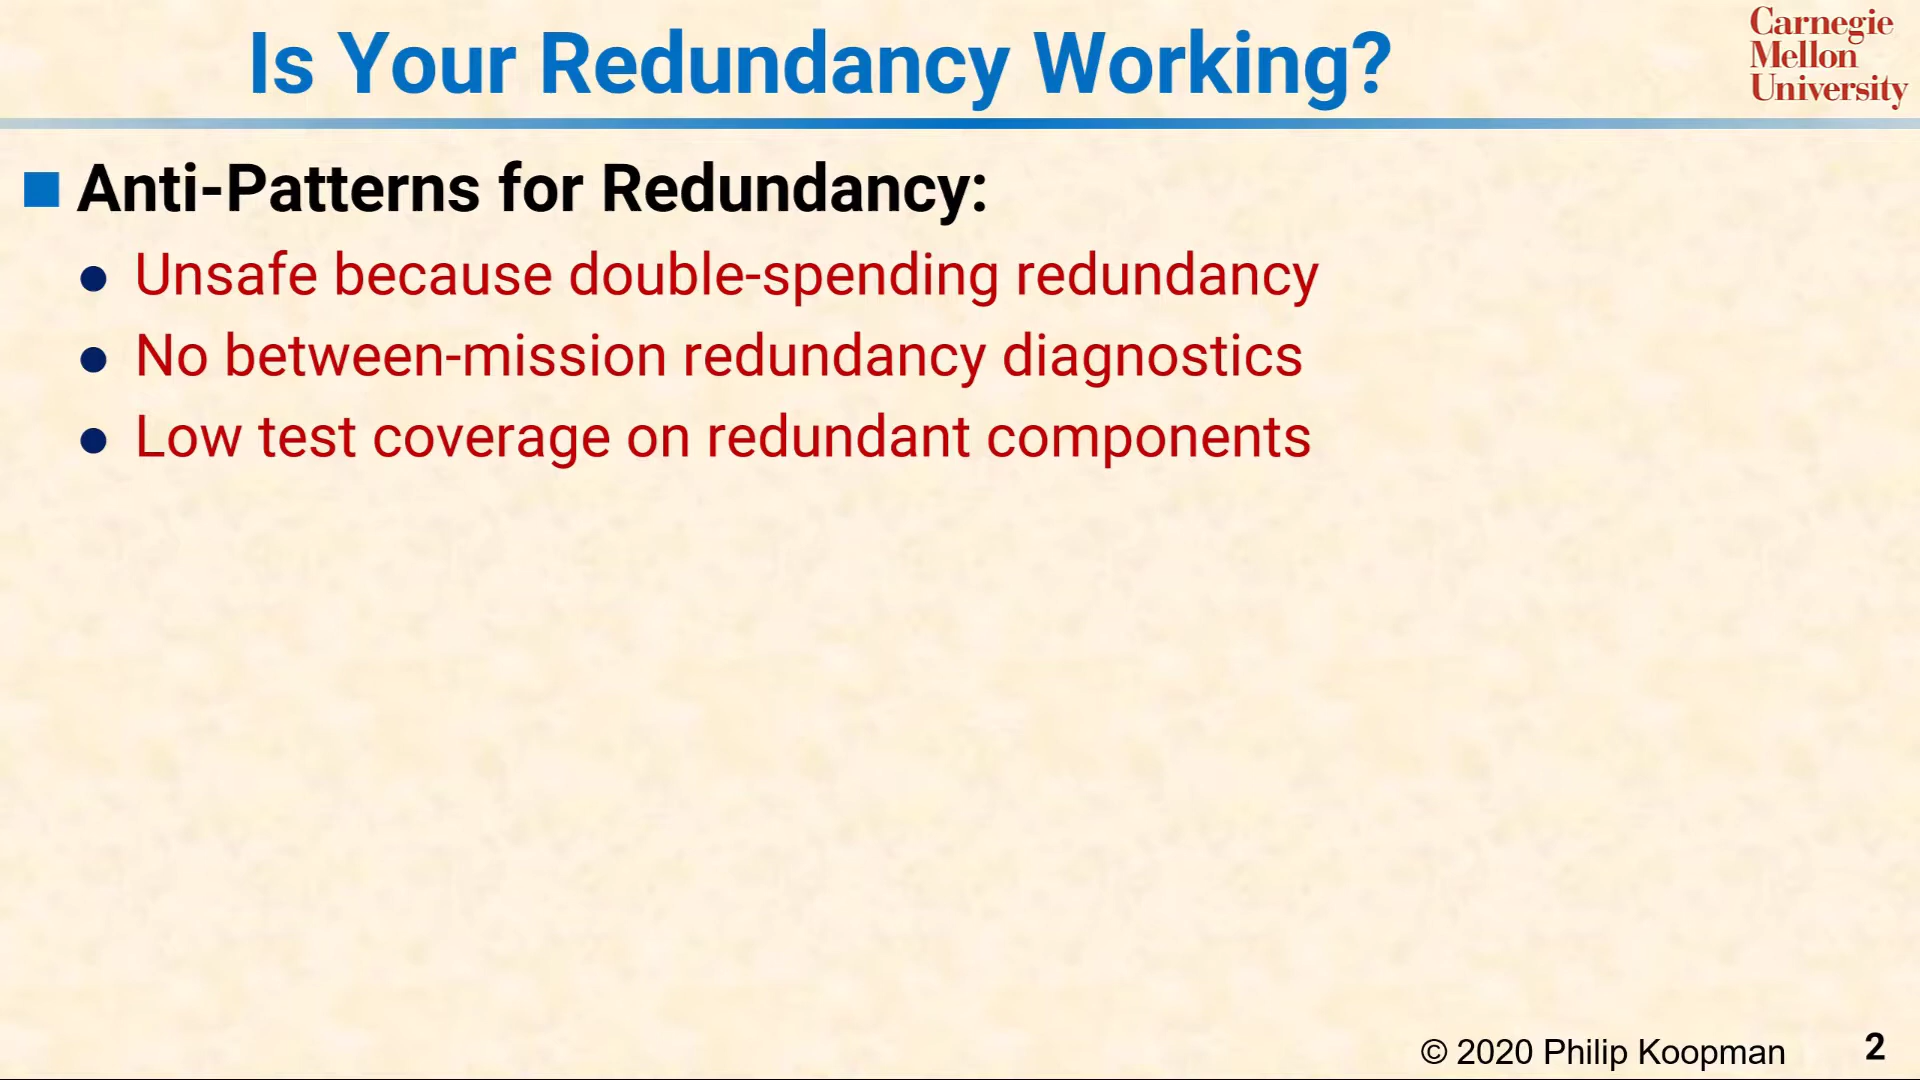 Is Your Redundancy Working?
Carnegie
Mellon
University
Anti-Patterns for Redundancy:
Unsafe because double-spending redundancy
No between-mission redundancy diagnostics
Low test coverage on redundant components
© 2020 Philip Koopman
2